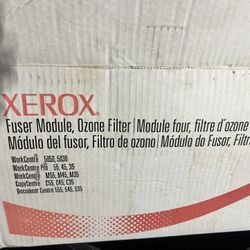 XEROX®
Fuser Module, Ozone Filter | Module four, filtre d'ozone
Módulo del fusor, Filtro de ozono | Módulo do Fusor, Filt
WorkCentre 5050, 5030
WorkCentre Pro 55, 45, 35
WorkCentre M55, M45, M35
CopyCentre C55, C45, C35
Document Centre 555, 545, 535